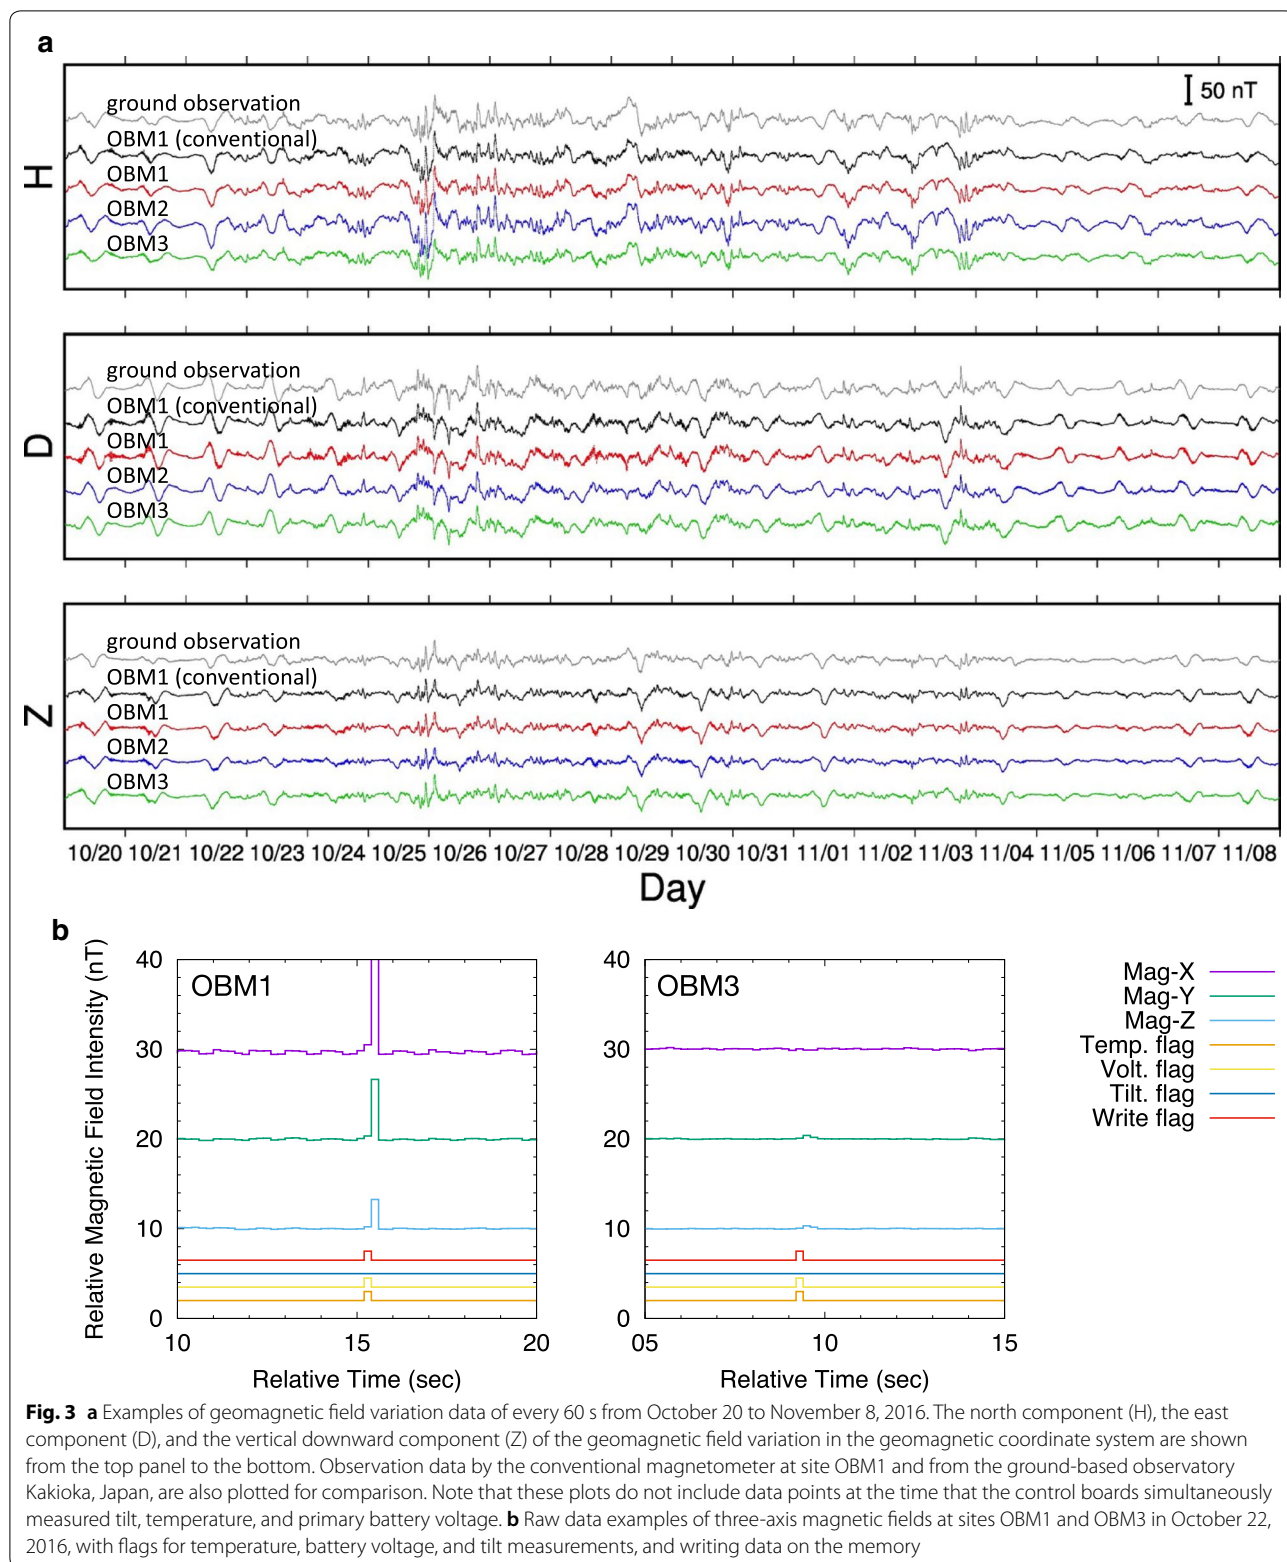 a
50 nT
ground observation
OBM1 (conventional)
OBM1
OBM2
OBM3
H
ground observation
OBM1 (conventional)
OBM1
OBM2
OBM3
D
ground observation
OBM1 (conventional)
OBM1
OBM2
OBM3
Z
10/20 10/21 10/22 10/23 10/24 10/25 10/26 10/27 10/28 10/29 10/30 10/31 11/01 11/02 11/03 11/04 11/05 11/06 11/07 11/08
Day
b
Relative Magnetic Field Intensity (nT)
40
30
20
10
0
OBM1
10 15 20
Relative Time (sec)
40
30
20
10
0
OBM3
05 10 15
Relative Time (sec)
Mag-X
Mag-Y
Mag-Z
Temp. flag
Volt. flag
Tilt. flag
Write flag
Fig. 3 a Examples of geomagnetic field variation data of every 60 s from October 20 to November 8, 2016. The north component (H), the east
component (D), and the vertical downward component (Z) of the geomagnetic field variation in the geomagnetic coordinate system are shown
from the top panel to the bottom. Observation data by the conventional magnetometer at site OBM1 and from the ground-based observatory
Kakioka, Japan, are also plotted for comparison. Note that these plots do not include data points at the time that the control boards simultaneously
measured tilt, temperature, and primary battery voltage. b Raw data examples of three-axis magnetic fields at sites OBM1 and OBM3 in October 22,
2016, with flags for temperature, battery voltage, and tilt measurements, and writing data on the memory